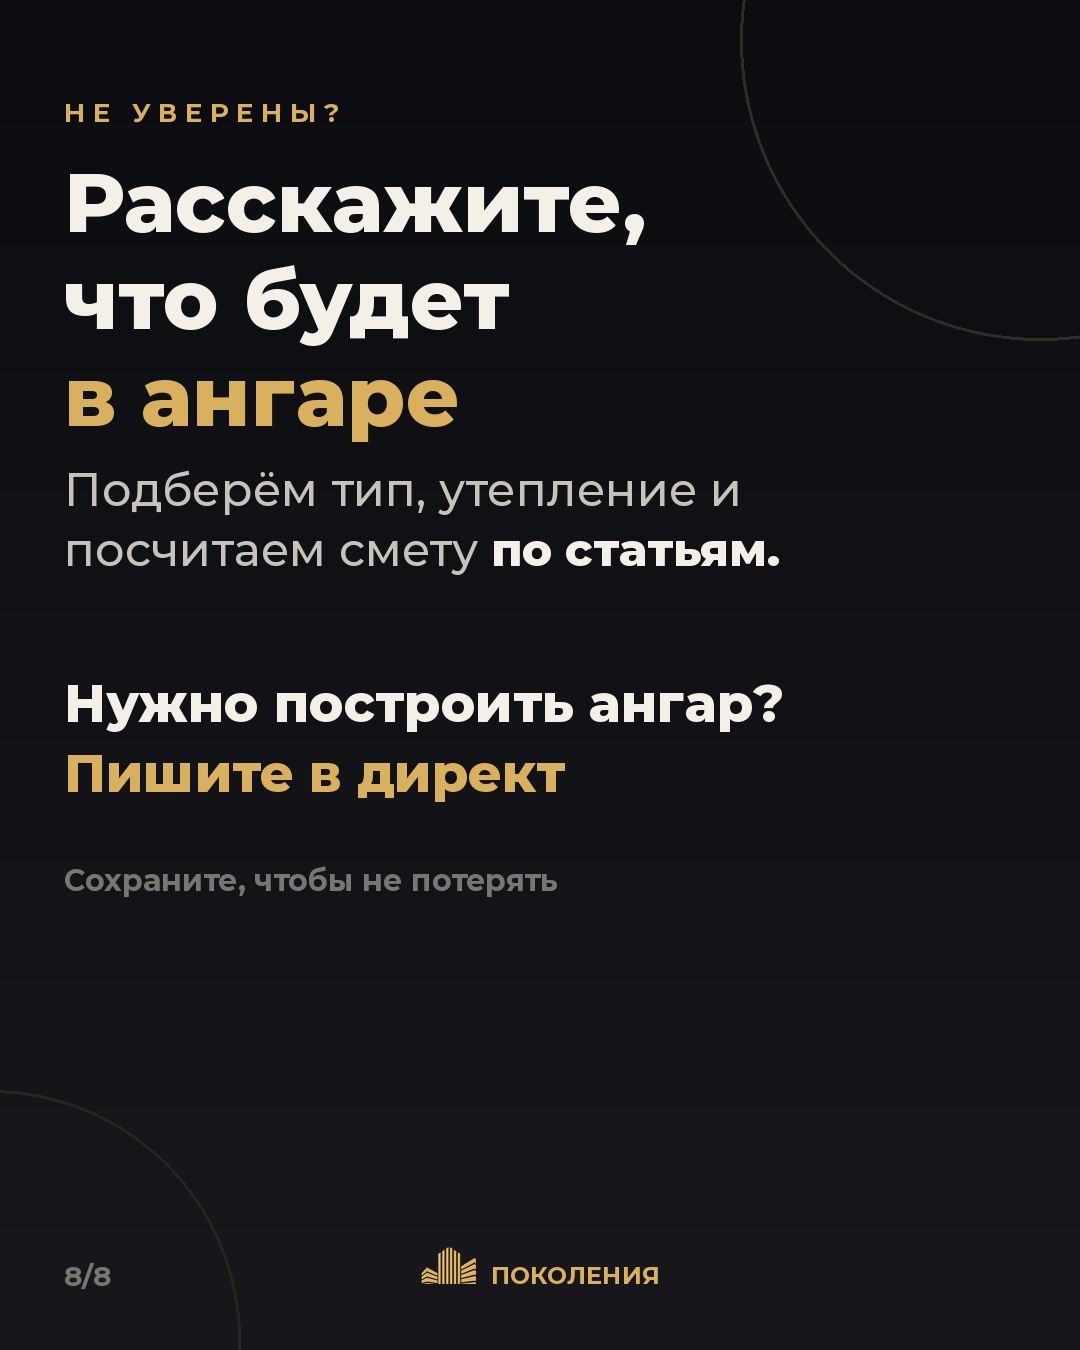 НЕ УВЕРЕНЫ?
Расскажите,
что будет
в ангаре
Подберём тип, утепление и
посчитаем смету по статьям.
Нужно построить ангар?
Пишите в директ
Сохраните, чтобы не потерять
8/8
ПОКОЛЕНИЯ